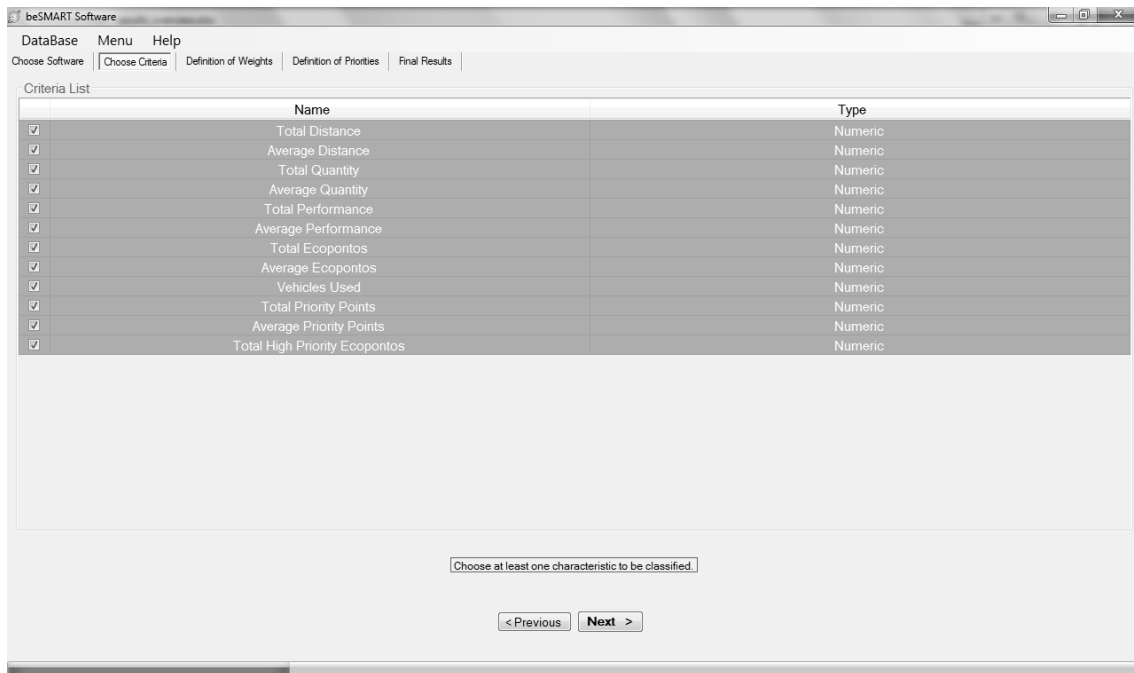 beSMART Software
DataBase Menu Help
Choose Software Choose Criteria Definition of Weights Definition of Priorities Final Results
Criteria List
Name Type
Total Distance Numeric
Average Distance Numeric
Total Quantity Numeric
Average Quantity Numeric
Total Performance Numeric
Average Performance Numeric
Total Ecopontos Numeric
Average Ecopontos Numeric
Vehicles Used Numeric
Total Priority Points Numeric
Average Priority Points Numeric
Total High Priority Ecopontos Numeric
Choose at least one characteristic to be classified.
< Previous Next >